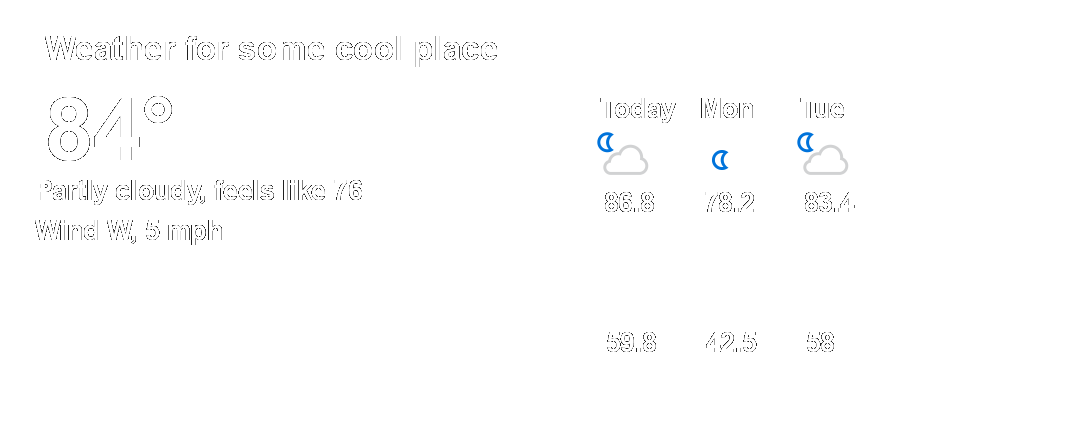 Weather for some cool place
84°
Partly cloudy, feels like 76
Wind W, 5 mph
Today Mon Tue
86.8 78.2 83.4
59.8 42.5 58